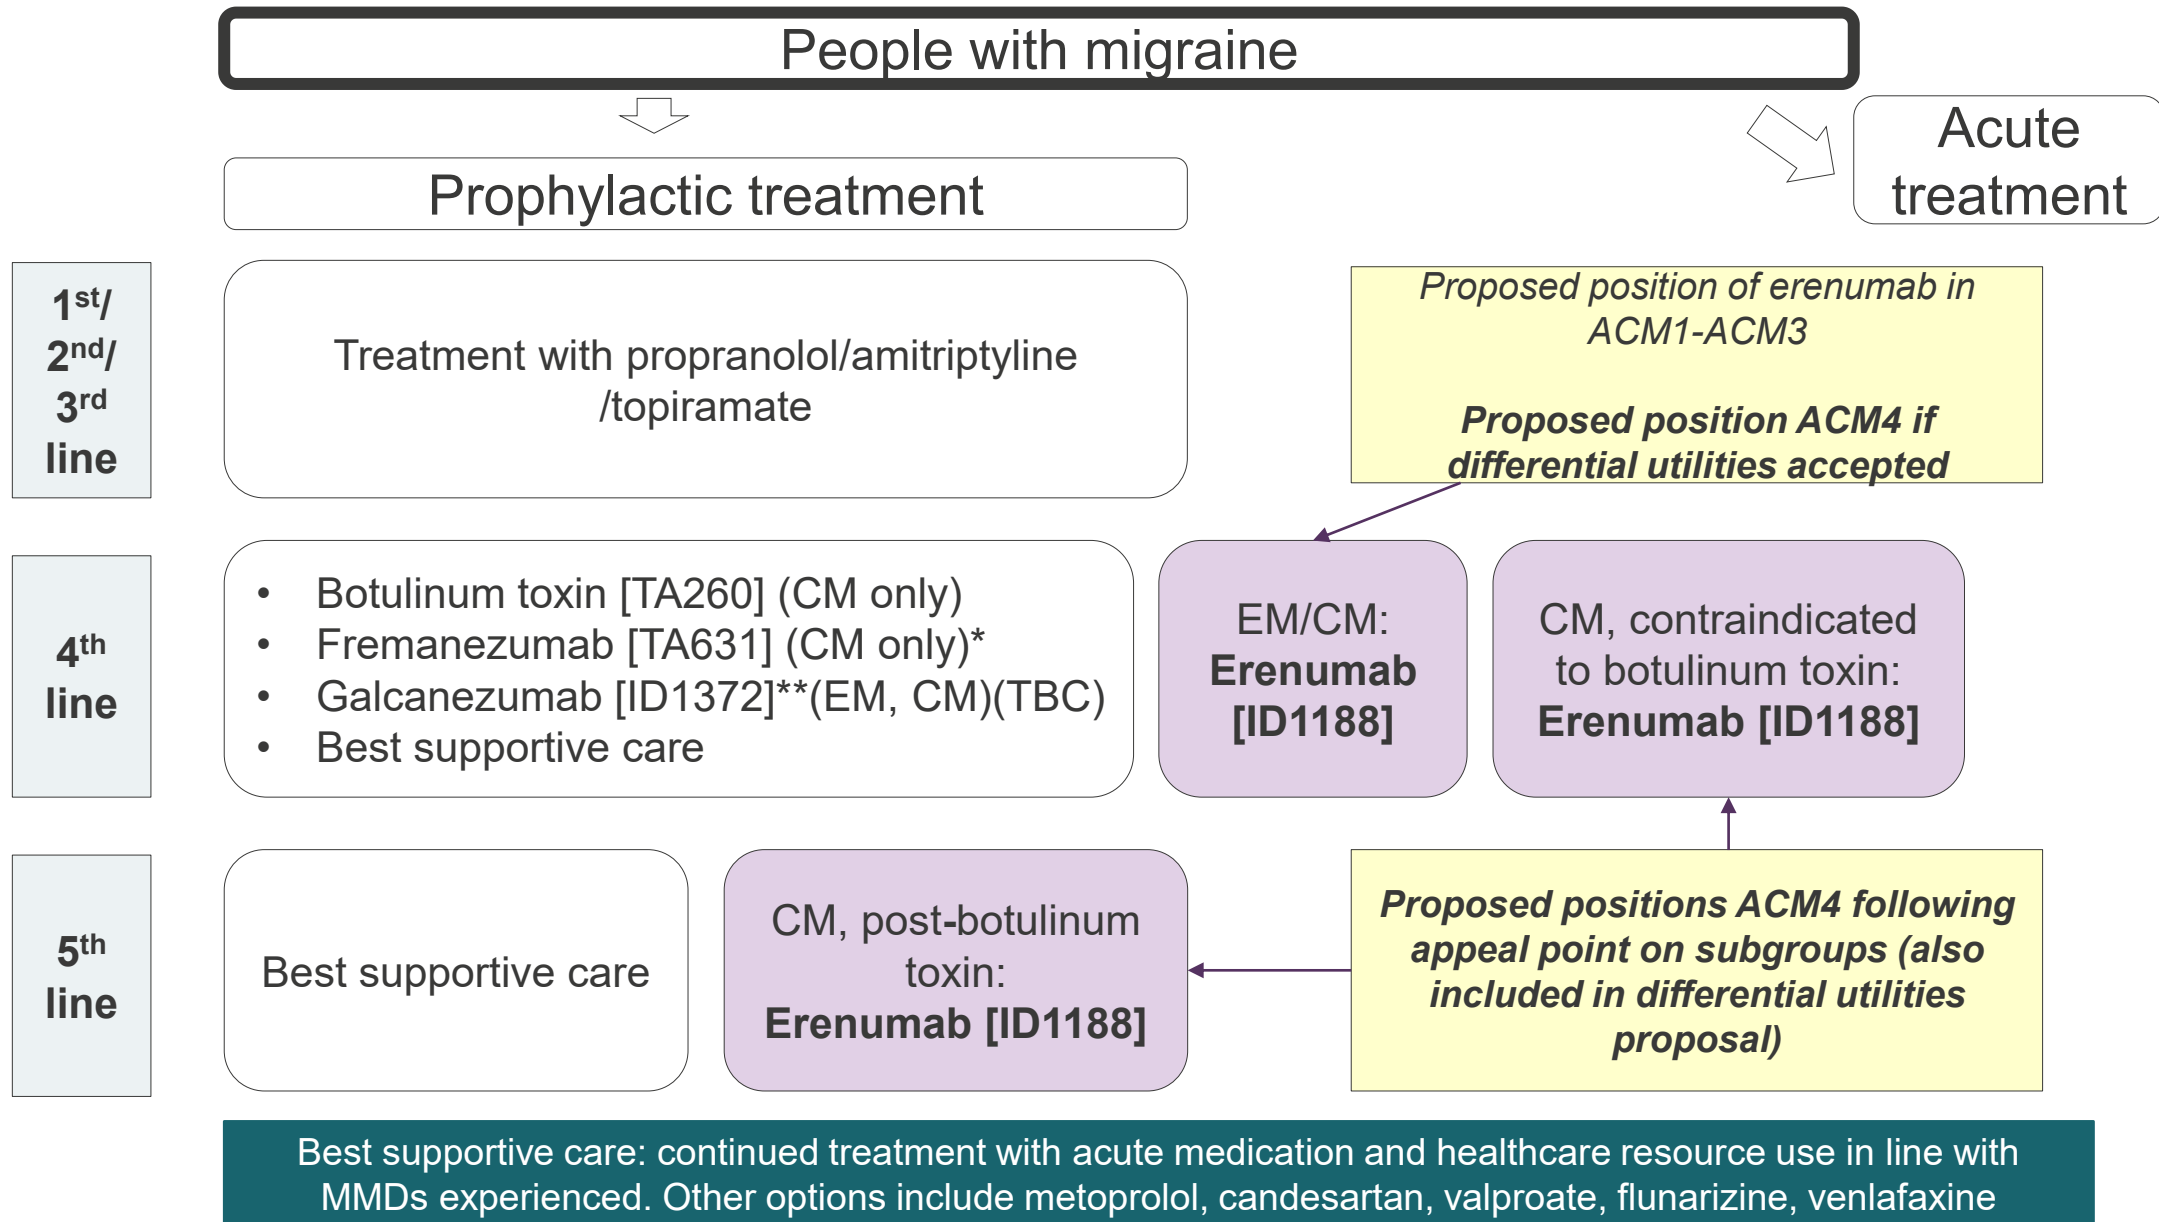 People with migraine
Acute
treatment
Prophylactic treatment
1st/
2nd/
3rd
line
Treatment with propranolol/amitriptyline
/topiramate
Proposed position of erenumab in
ACM1-ACM3
Proposed position ACM4 if
differential utilities accepted
4th
line
• Botulinum toxin [TA260] (CM only)
• Fremanezumab [TA631] (CM only)*
• Galcanezumab [ID1372]**(EM, CM)(TBC)
• Best supportive care
EM/CM:
Erenumab
[ID1188]
CM, contraindicated
to botulinum toxin:
Erenumab [ID1188]
5th
line
Best supportive care
CM, post-botulinum
toxin:
Erenumab [ID1188]
Proposed positions ACM4 following
appeal point on subgroups (also
included in differential utilities
proposal)
Best supportive care: continued treatment with acute medication and healthcare resource use in line with
MMDs experienced. Other options include metoprolol, candesartan, valproate, flunarizine, venlafaxine